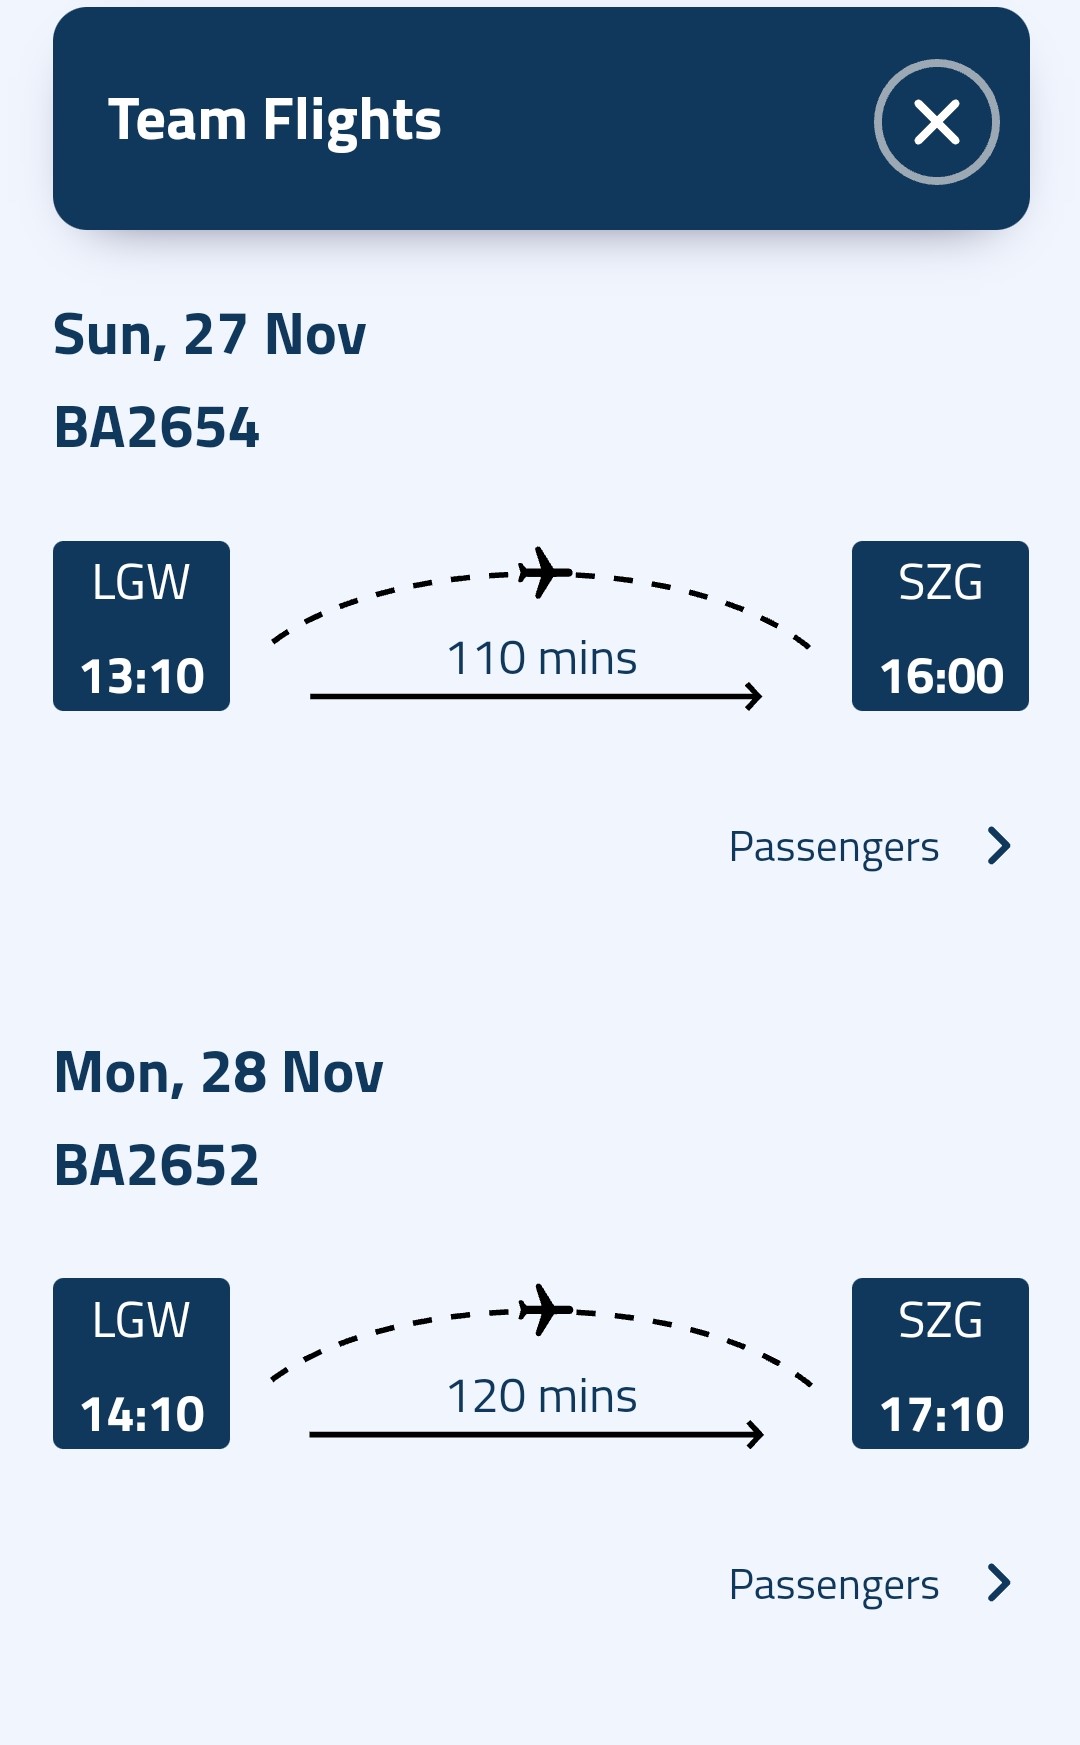 Team Flights
Sun, 27 Nov
BA2654
LGW
SZG
110 mins
13:10
16:00
Passengers
Mon, 28 Nov
BA2652
LGW
SZG
120 mins
14:10
17:10
Passengers